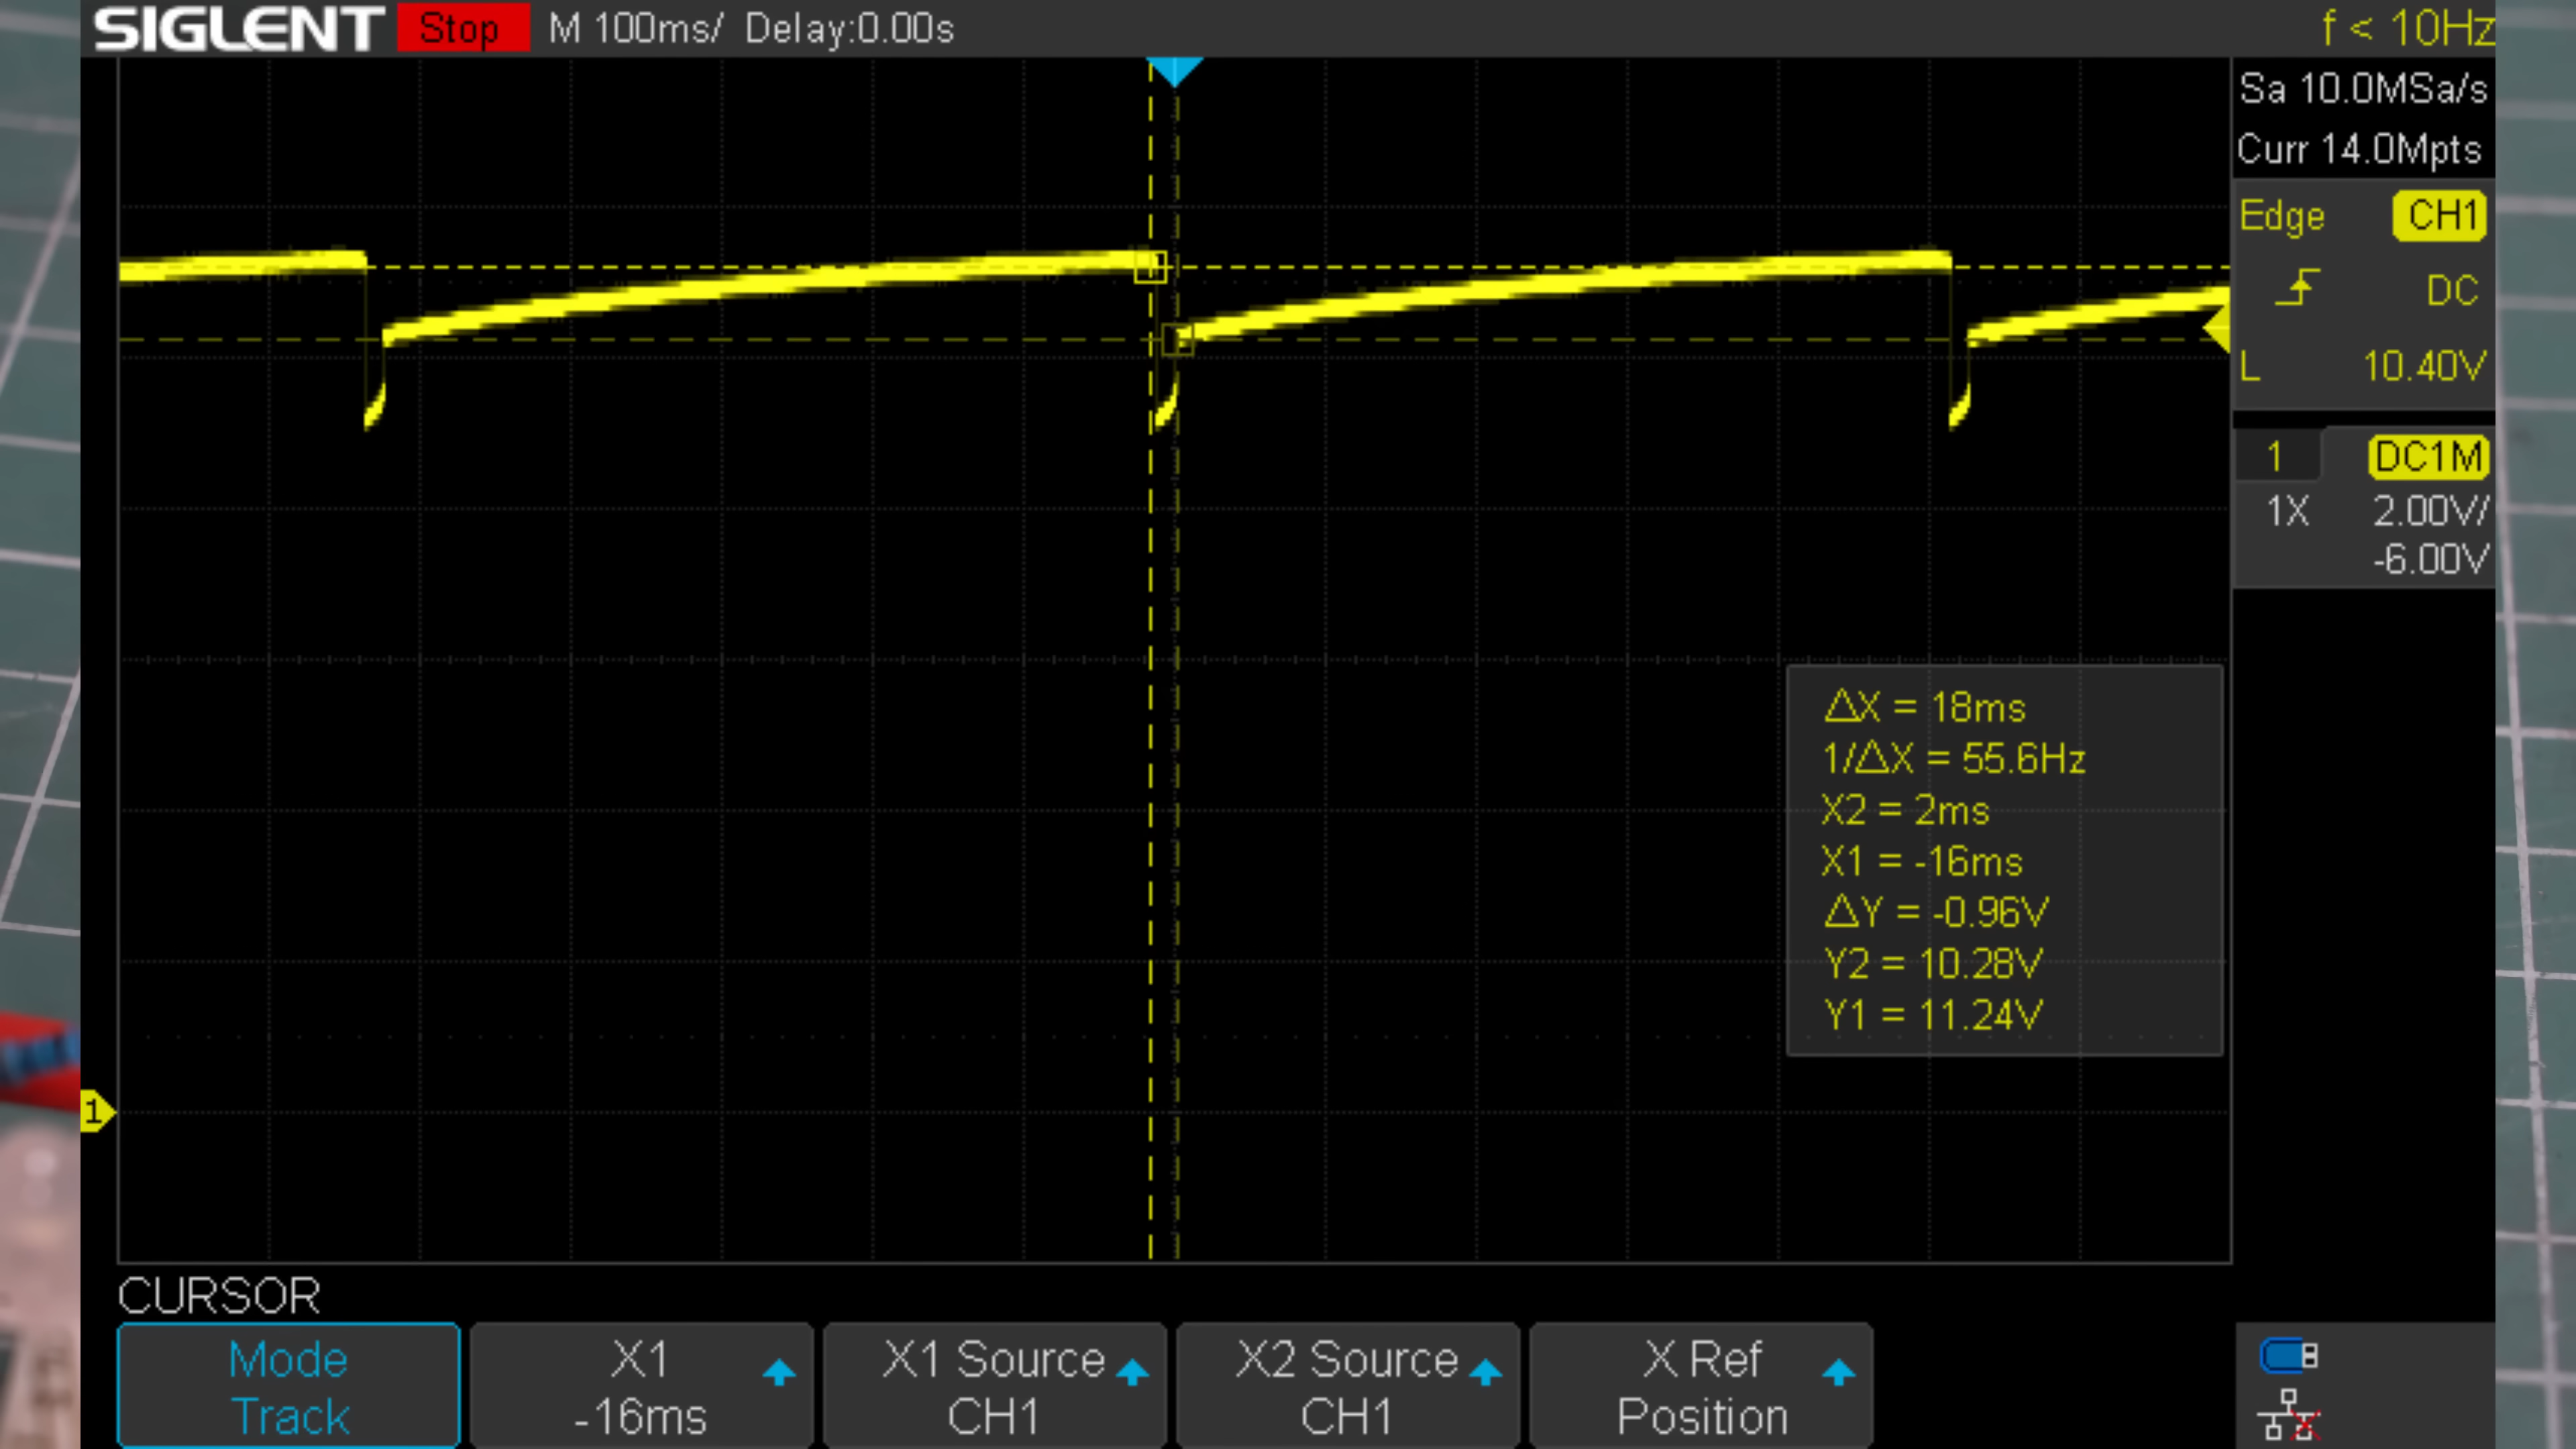 SIGLENT Stop M 100ms/ Delay:0.00s f < 10Hz
Sa 10.0MSa/s
Curr 14.0Mpts
Edge CH1
DC
L 10.40V
1 DC1M
1X 2.00V/
-6.00V
ΔX = 18ms
1/ΔX = 55.6Hz
X2 = 2ms
X1 = -16ms
ΔY = -0.96V
Y2 = 10.28V
Y1 = 11.24V
1
CURSOR
Mode
Track
X1
-16ms
X1 Source
CH1
X2 Source
CH1
X Ref
Position